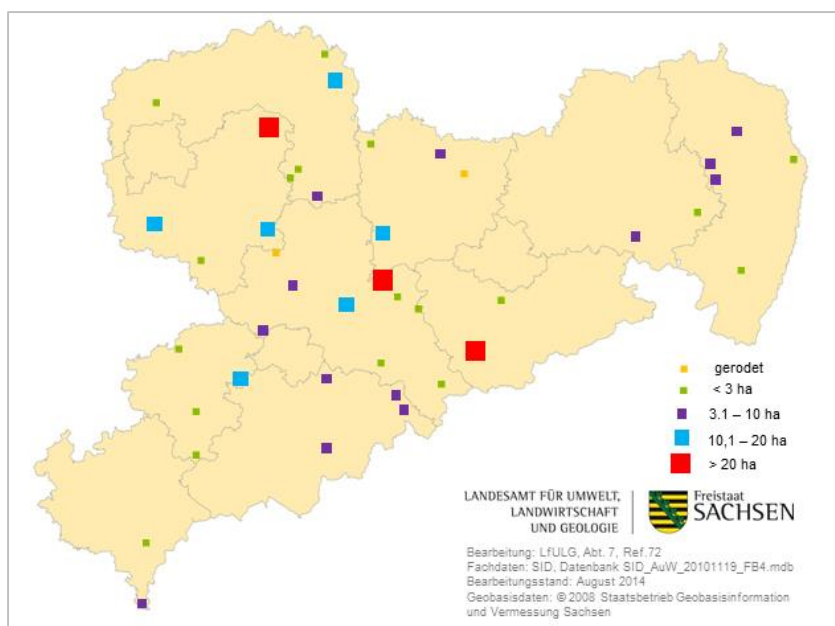 gerodet
< 3 ha
3.1 – 10 ha
10,1 – 20 ha
> 20 ha
LANDESAMT FÜR UMWELT,
LANDWIRTSCHAFT
UND GEOLOGIE
Freistaat
SACHSEN
Bearbeitung: LfULG, Abt. 7, Ref.72
Fachdaten: SID, Datenbank SID_AuW_20101119_FB4.mdb
Bearbeitungsstand: August 2014
Geobasisdaten: © 2008 Staatsbetrieb Geobasisinformation
und Vermessung Sachsen